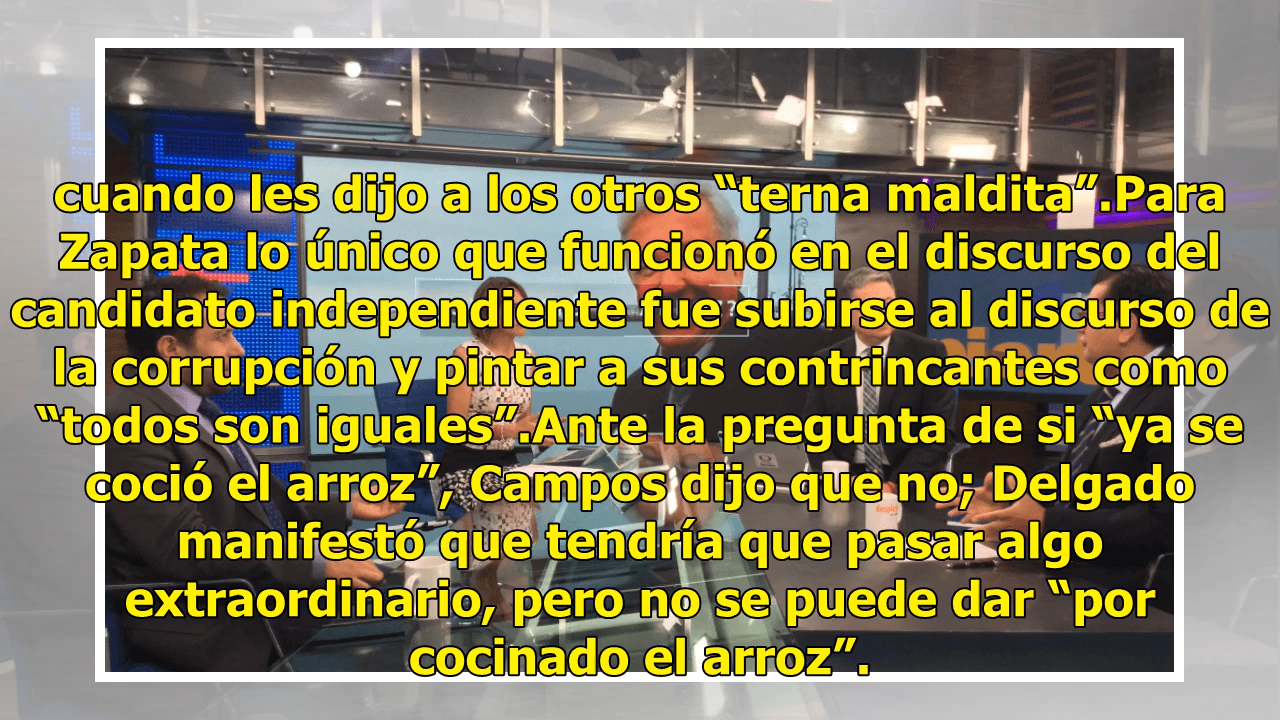 cuando les dijo a los otros “terna maldita”.Para
Zapata lo único que funcionó en el discurso del
candidato independiente fue subirse al discurso de
la corrupción y pintar a sus contrincantes como
“todos son iguales”.Ante la pregunta de si “ya se
coció el arroz”, Campos dijo que no; Delgado
manifestó que tendría que pasar algo
extraordinario, pero no se puede dar “por
cocinado el arroz”.